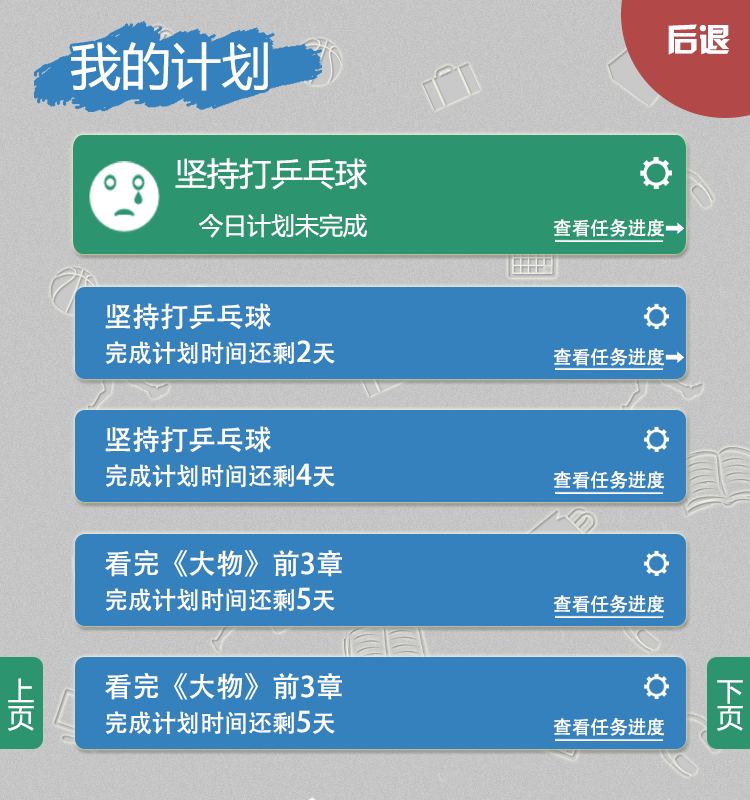 我的计划
后退
坚持打乒乓球
今日计划未完成
查看任务进度
坚持打乒乓球
完成计划时间还剩2天
查看任务进度
坚持打乒乓球
完成计划时间还剩4天
查看任务进度
看完《大物》前3章
完成计划时间还剩5天
查看任务进度
看完《大物》前3章
完成计划时间还剩5天
查看任务进度
上页
下页